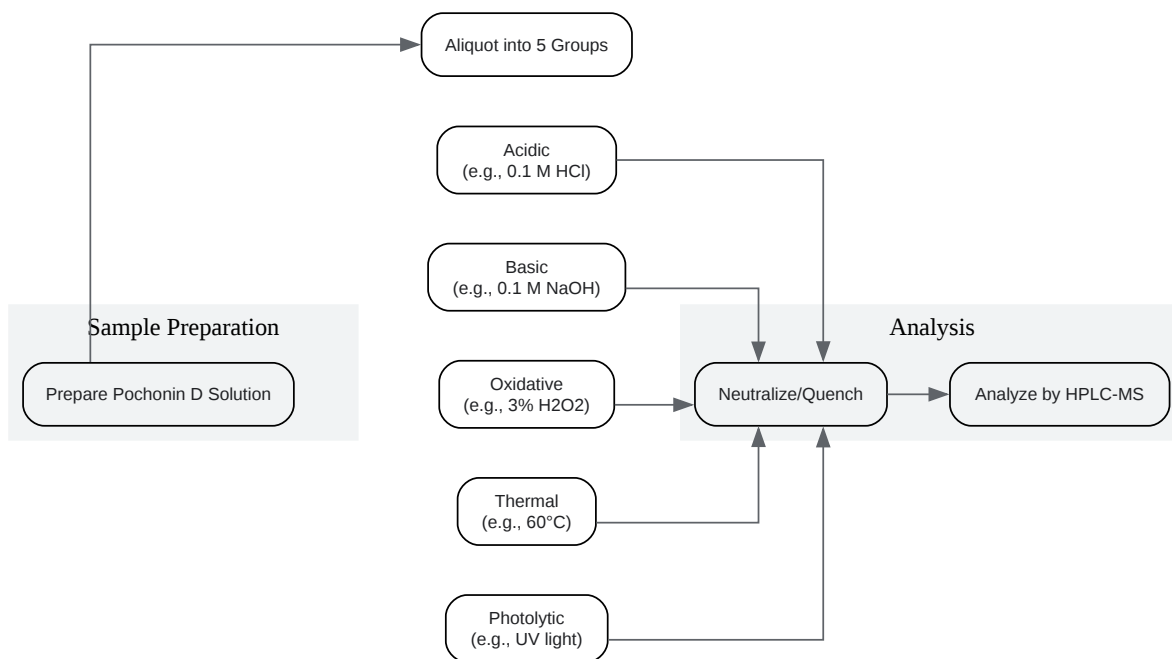 Aliquot into 5 Groups
Acidic
(e.g., 0.1 M HCl)
Basic
(e.g., 0.1 M NaOH)
Sample Preparation
Analysis
Prepare Pochonin D Solution
Oxidative
(e.g., 3% H2O2)
Neutralize/Quench
Analyze by HPLC-MS
Thermal
(e.g., 60°C)
Photolytic
(e.g., UV light)